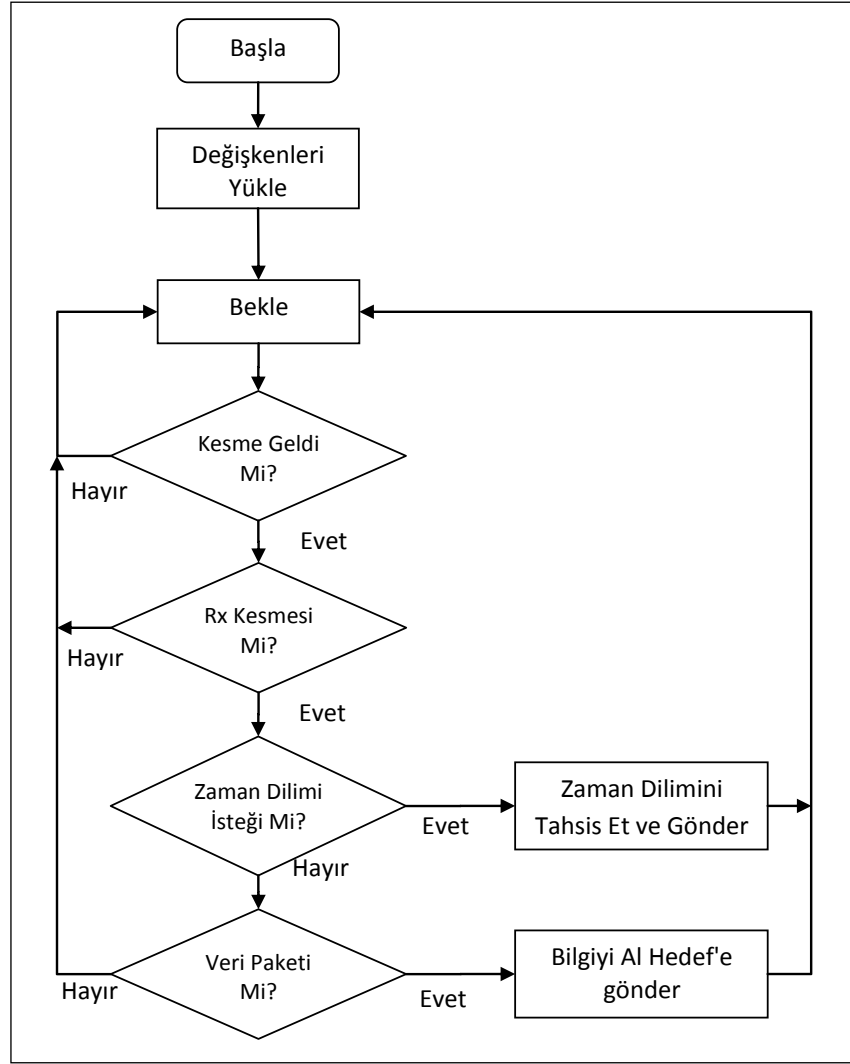 Başla
Değişkenleri
Yükle
Bekle
Kesme Geldi
Mi?
Hayır
Evet
Rx Kesmesi
Mi?
Hayır
Evet
Zaman Dilimi
İsteği Mi?
Evet
Zaman Dilimini
Tahsis Et ve Gönder
Hayır
Veri Paketi
Mi?
Hayır
Evet
Bilgiyi Al Hedef'e
gönder